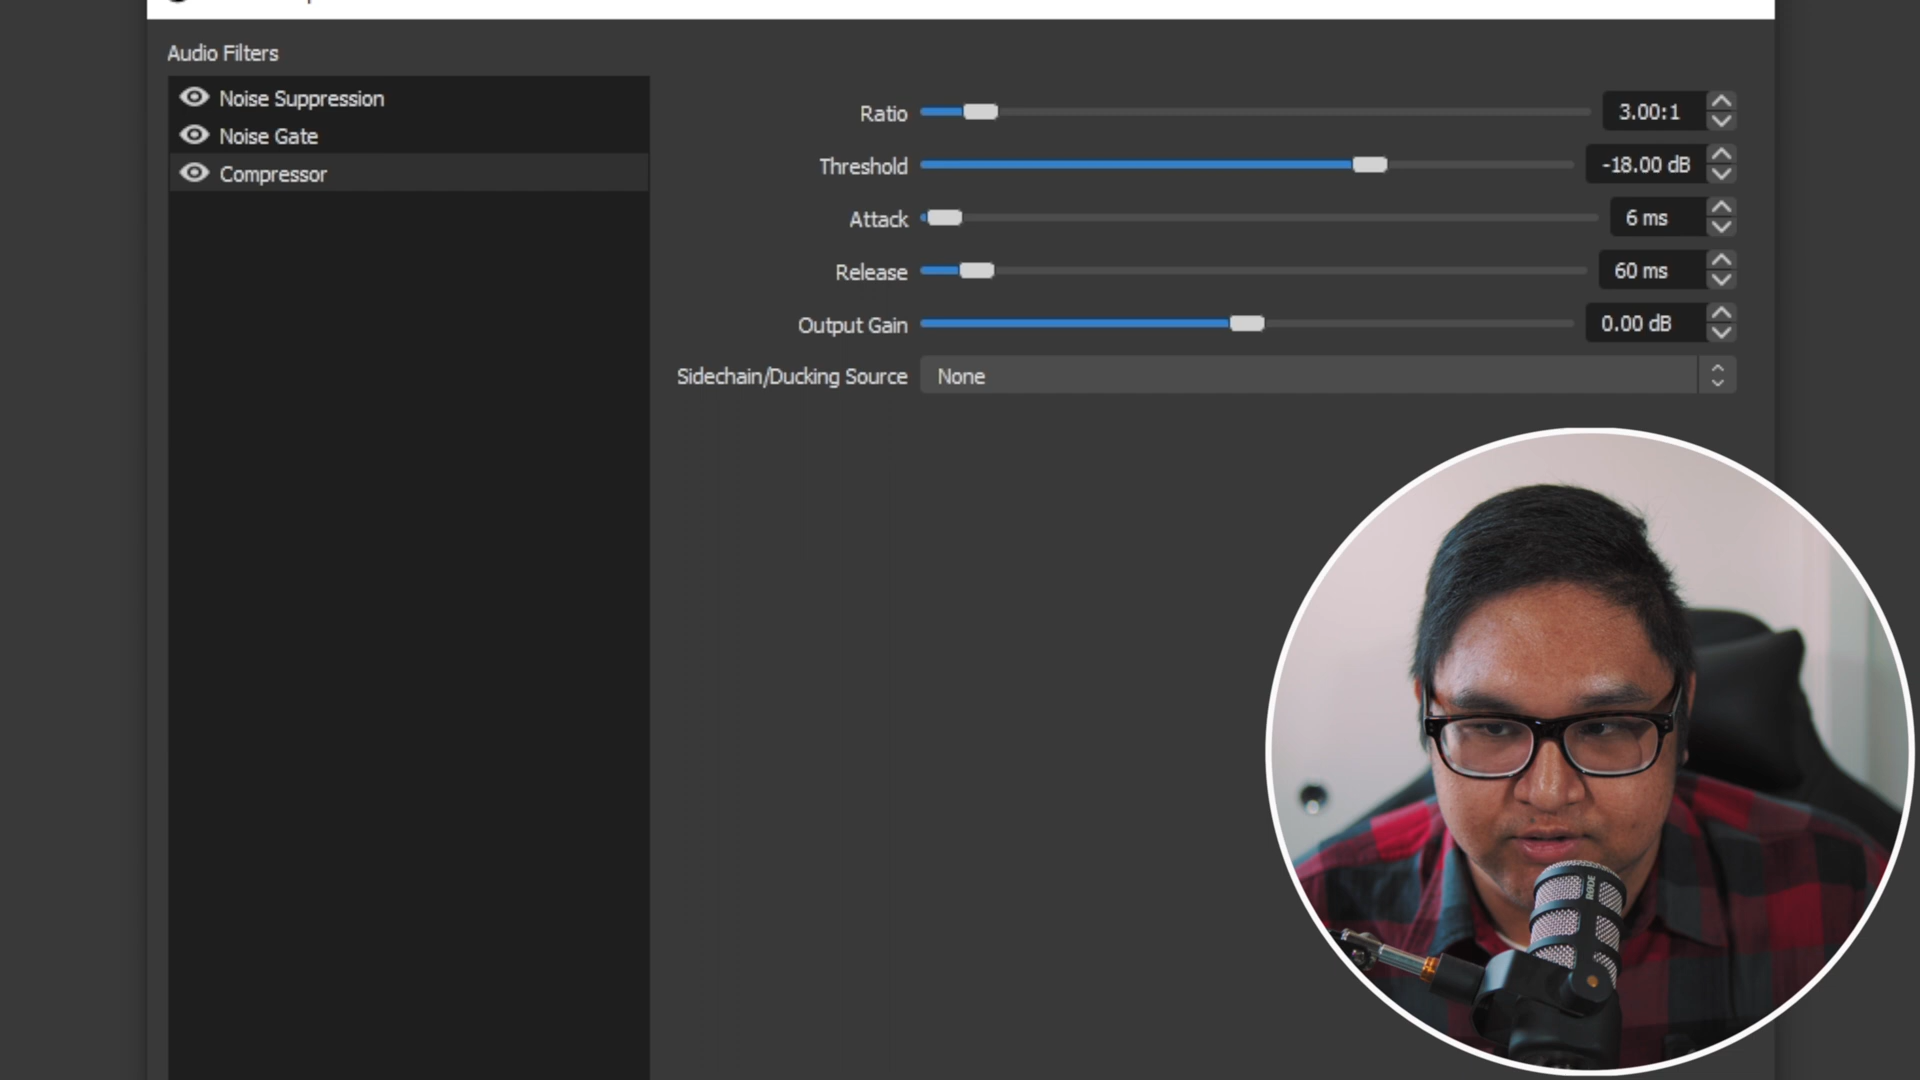 Audio Filters
Noise Suppression
Noise Gate
Compressor
Ratio 3.00:1
Threshold -18.00 dB
Attack 6 ms
Release 60 ms
Output Gain 0.00 dB
Sidechain/Ducking Source None
RØDE